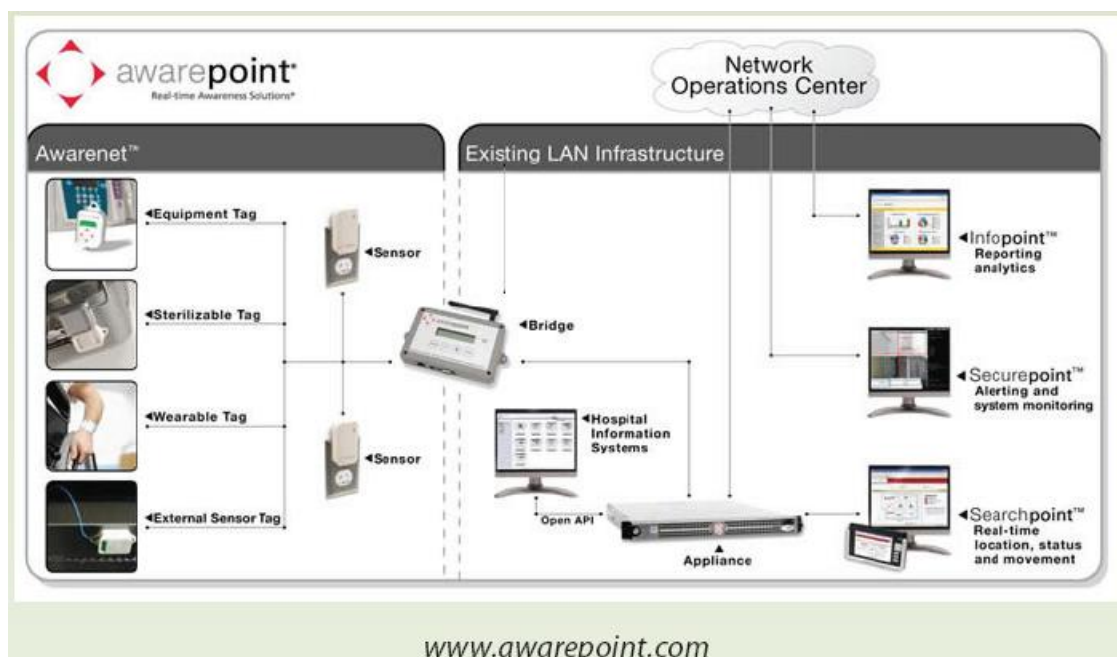 awarepoint®
Real-time Awareness Solutions®
Network
Operations Center
Awarenet™
Existing LAN Infrastructure
Equipment Tag
Sensor
Sterilizable Tag
Bridge
Wearable Tag
Sensor
External Sensor Tag
Hospital
Information
Systems
Open API
Appliance
Infopoint™
Reporting
analytics
Securepoint™
Alerting and
system monitoring
Searchpoint™
Real-time
location, status
and movement
www.awarepoint.com